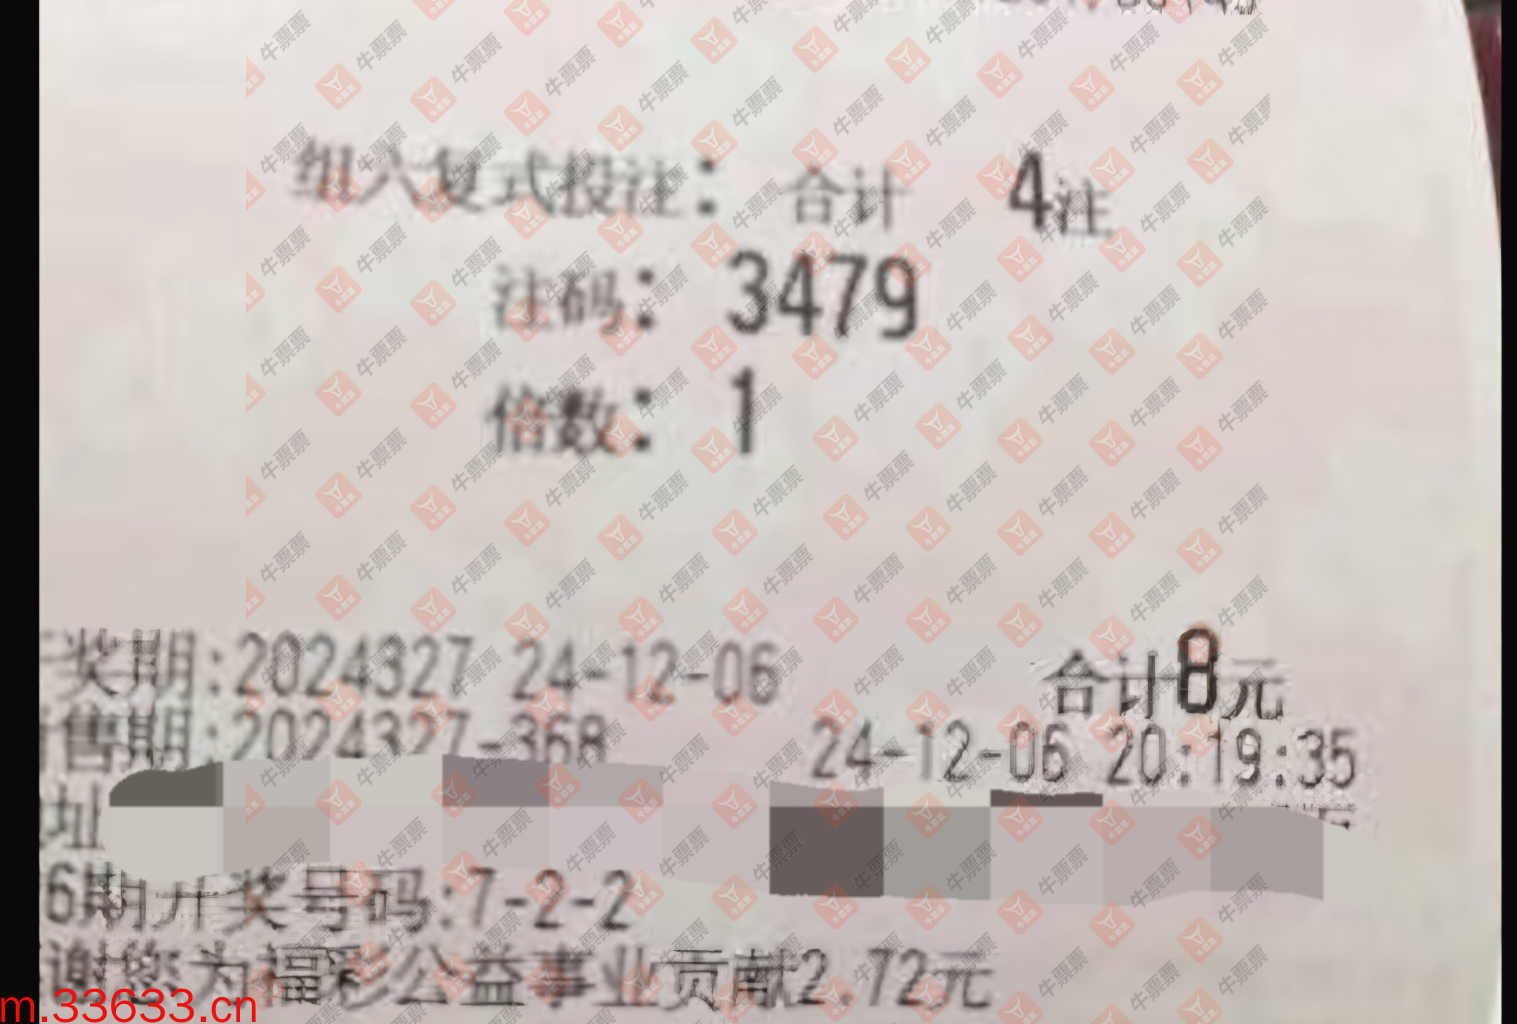 组六复式投注: 合计 4注
注码: 3479
倍数: 1
奖期:2024327 24-12-06 合计8元
售期:2024327-368 24-12-06 20:19:35
址
6期开奖号码:7-2-2
谢您为福彩公益事业贡献2.72元
m.33633.cn
牛票票